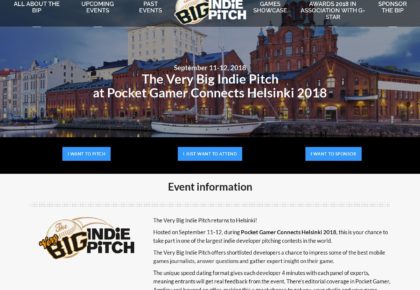 ALL ABOUT THE BIP
UPCOMING EVENTS
PAST EVENTS
BIG INDIE PITCH
GAMES SHOWCASE
AWARDS 2018 IN ASSOCIATION WITH G-STAR
SPONSOR THE BIP
September 11-12, 2018
The Very Big Indie Pitch
at Pocket Gamer Connects Helsinki 2018
I WANT TO PITCH
I JUST WANT TO ATTEND
I WANT TO SPONSOR
Event information
The Very BIG INDIE PITCH
The Very Big Indie Pitch returns to Helsinki!
Hosted on September 11-12, during Pocket Gamer Connects Helsinki 2018, this is your chance to
take part in one of the largest indie developer pitching contests in the world.
The Very Big Indie Pitch offers shortlisted developers a chance to impress some of the best mobile
games journalists, answer questions and gather expert insight on their game.
The unique speed dating format gives each developer 4 minutes with each panel of experts,
meaning entrants will get real feedback from the event. There's editorial coverage in Pocket Gamer,